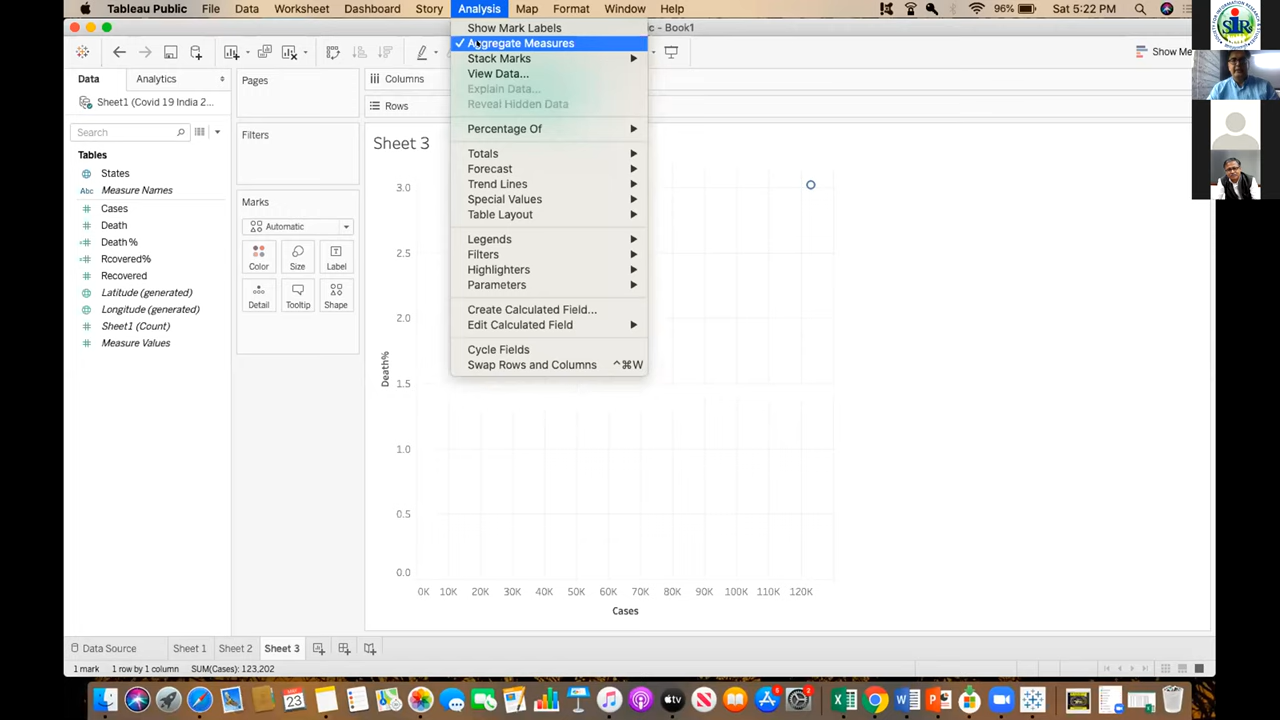 Tableau Public File Data Worksheet Dashboard Story Analysis Map Format Window Help 96% Sat 5:22 PM
c - Book1
Show Mark Labels
✓ Aggregate Measures
Stack Marks
View Data...
Explain Data...
Reveal Hidden Data
Percentage Of
Totals
Forecast
Trend Lines
Special Values
Table Layout
Legends
Filters
Highlighters
Parameters
Create Calculated Field...
Edit Calculated Field
Cycle Fields
Swap Rows and Columns ^⌘W
Show Me
Data Analytics
Sheet1 (Covid 19 India 2...
Search
Tables
States
Abc Measure Names
Cases
Death
Death %
Rcovered%
Recovered
Latitude (generated)
Longitude (generated)
Sheet1 (Count)
Measure Values
Pages
Filters
Marks
Automatic
Color Size Label
Detail Tooltip Shape
Columns
Rows
Sheet 3
3.0
2.5
2.0
1.5
1.0
0.5
0.0
Death%
0K 10K 20K 30K 40K 50K 60K 70K 80K 90K 100K 110K 120K
Cases
Data Source Sheet 1 Sheet 2 Sheet 3
1 mark 1 row by 1 column SUM(Cases): 123,202
SIR
23
tv